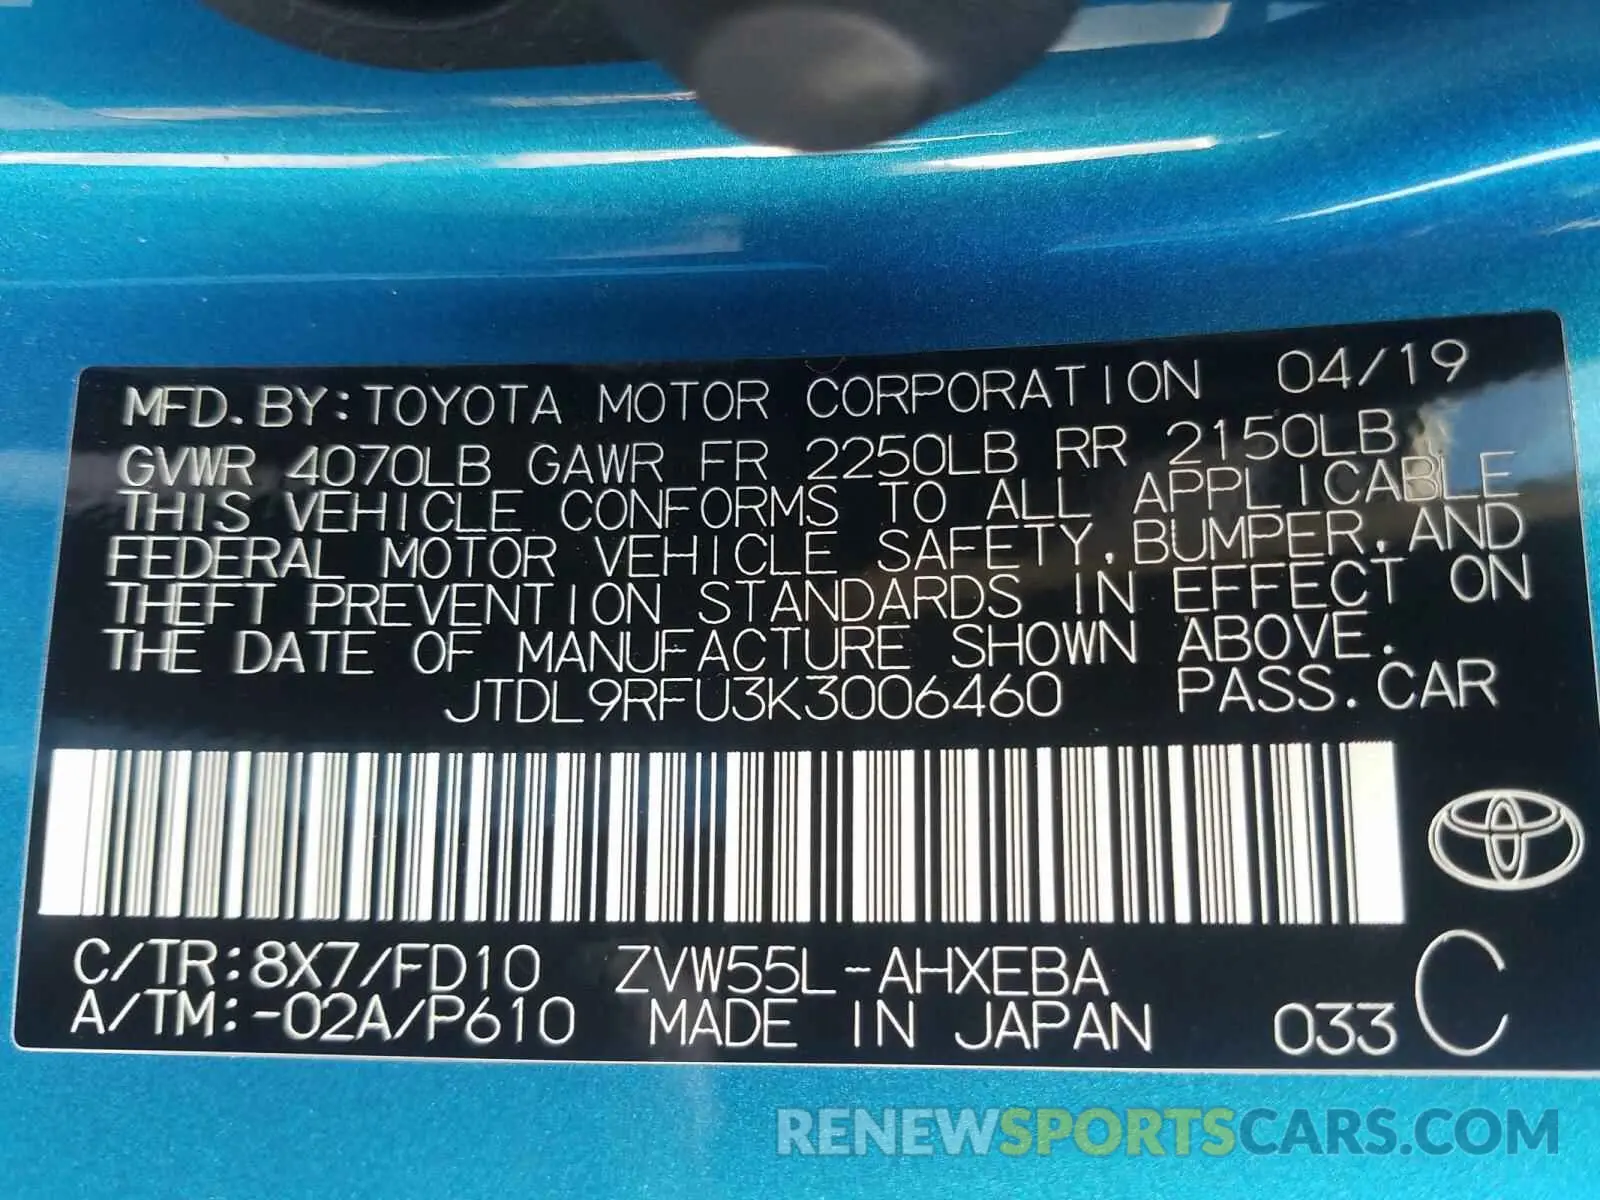 MFD. BY: TOYOTA MOTOR CORPORATION 04/19
GVWR 4070LB GAWR FR 2250LB RR 2150LB
THIS VEHICLE CONFORMS TO ALL APPLICABLE
FEDERAL MOTOR VEHICLE SAFETY, BUMPER, AND
THEFT PREVENTION STANDARDS IN EFFECT ON
THE DATE OF MANUFACTURE SHOWN ABOVE.
JTDL9RFU3K3006460 PASS. CAR
C/TR: 8X7/FD10 ZVW55L-AHXEBA
A/TM: -02A/P610 MADE IN JAPAN 033 C
RENEWSPORTSCARS.COM